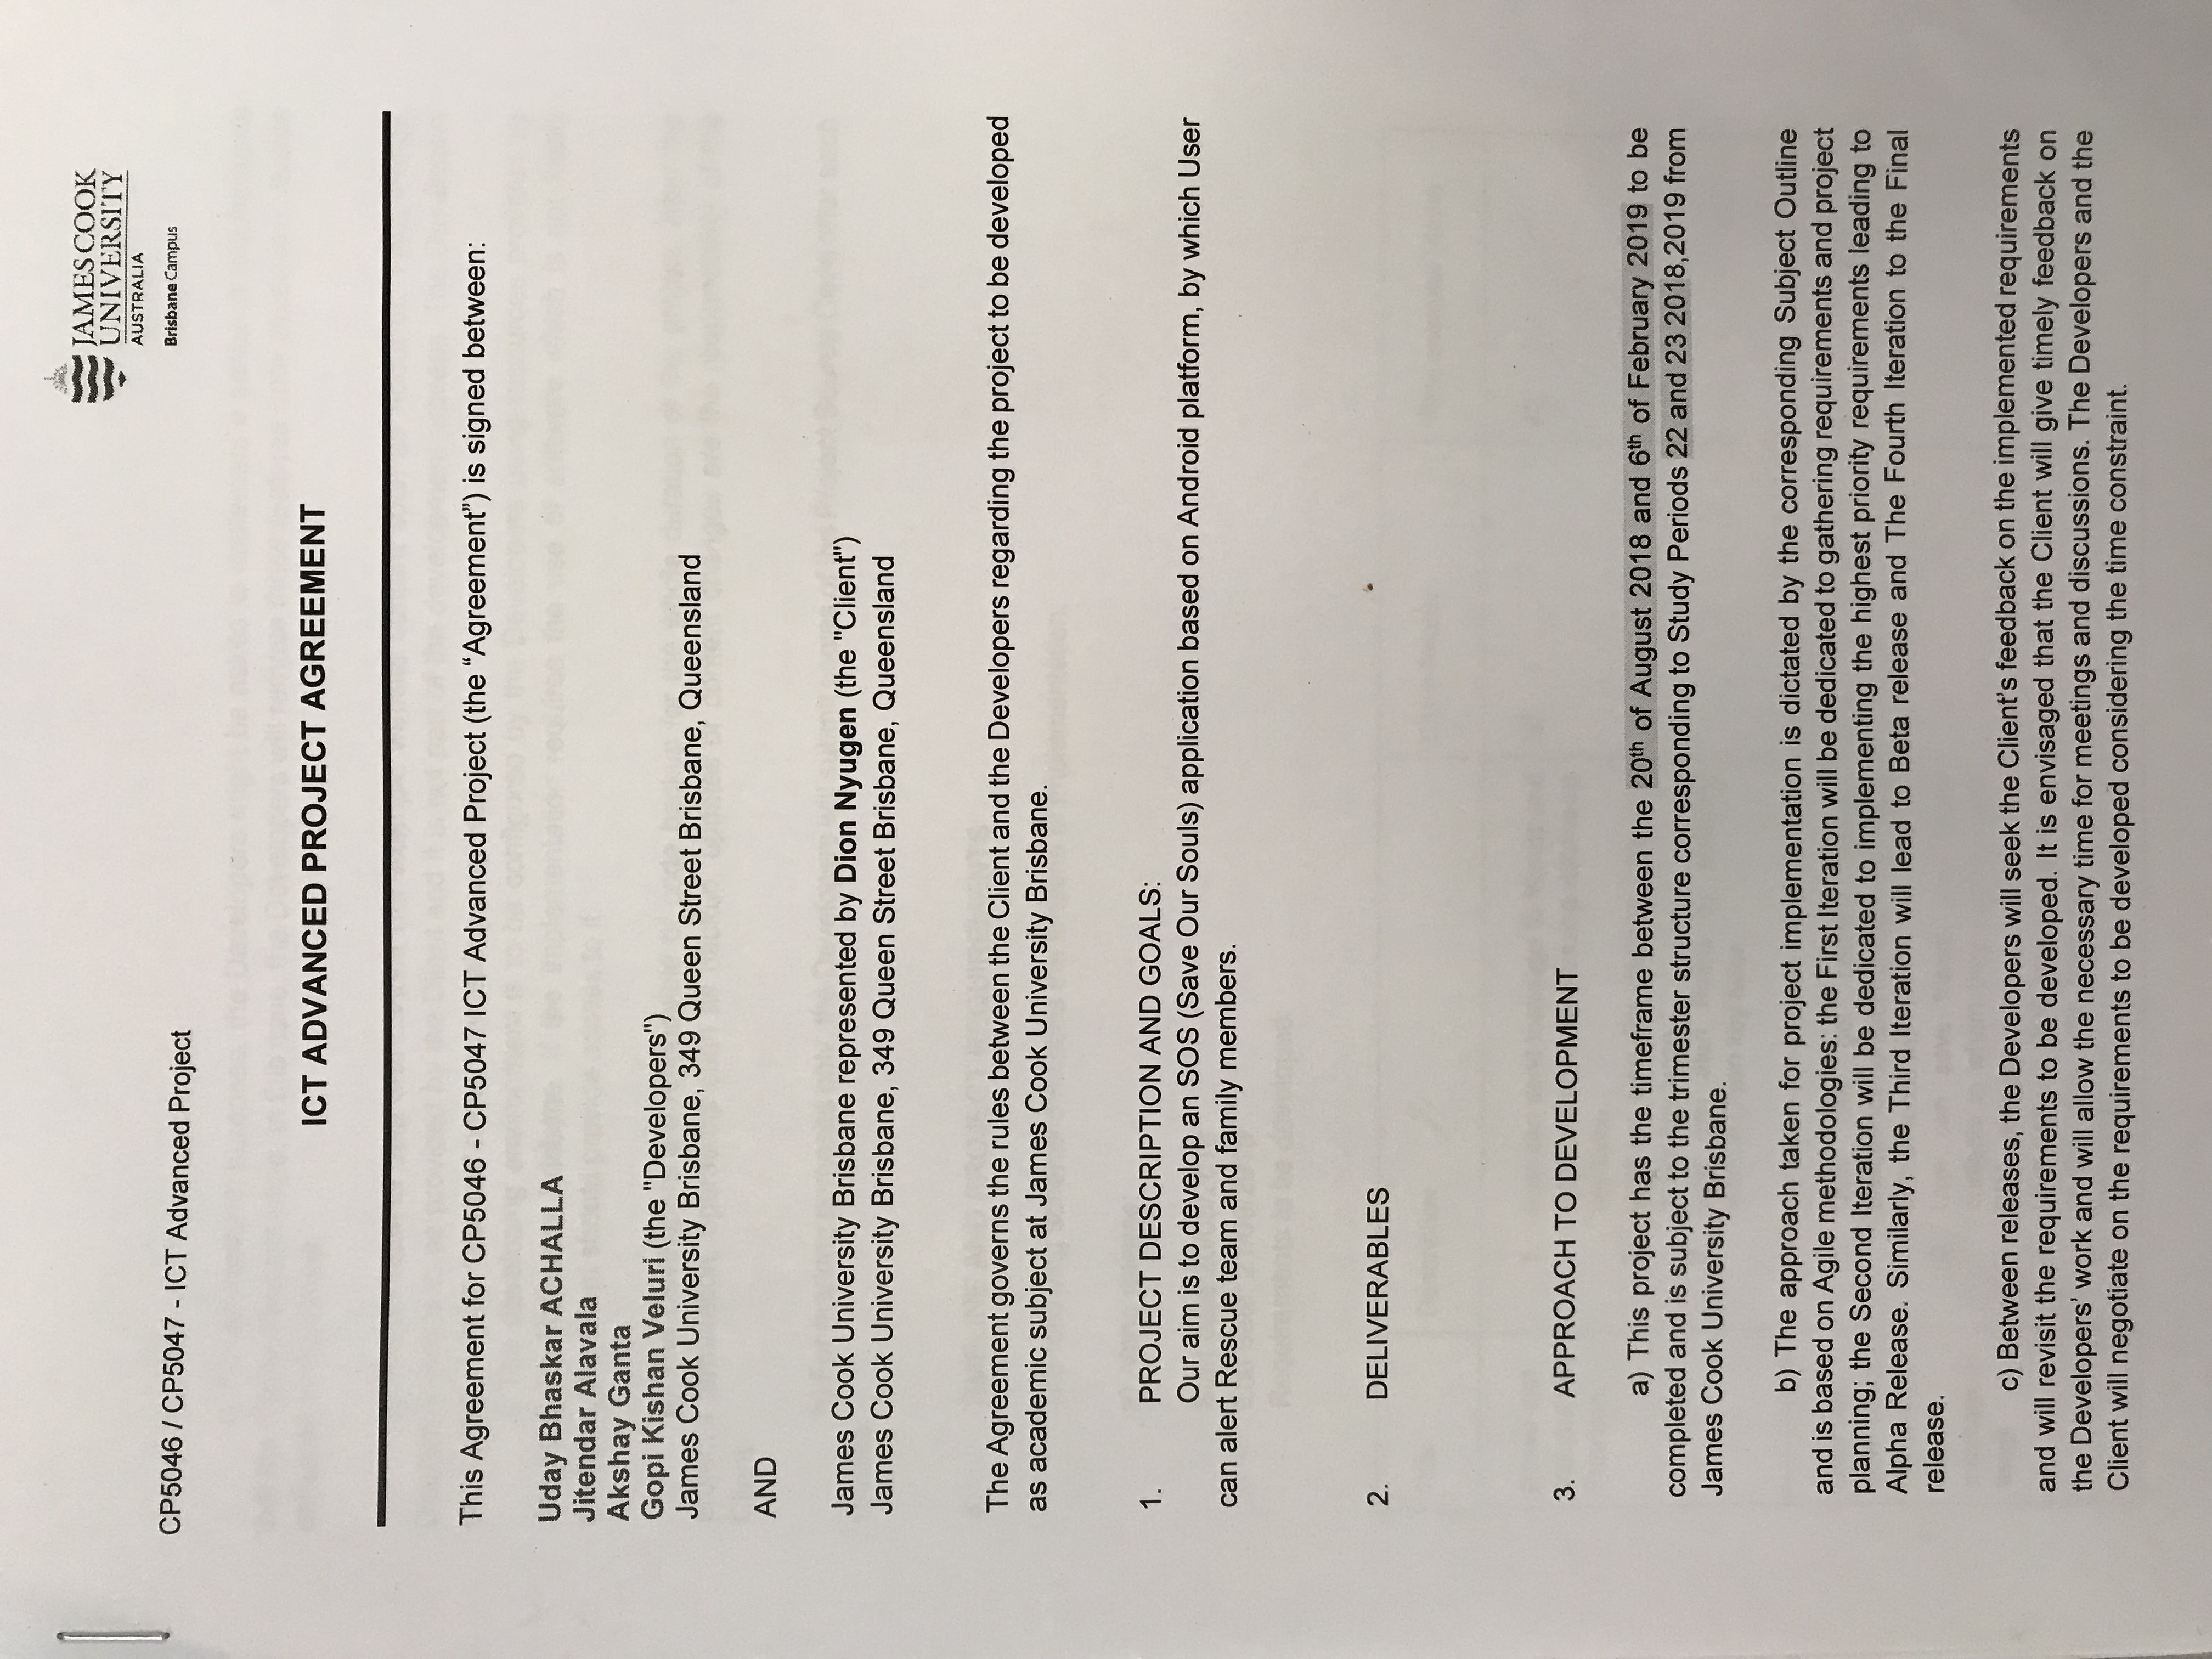 JAMES COOK
UNIVERSITY
AUSTRALIA
Brisbane Campus
CP5046 / CP5047 - ICT Advanced Project
ICT ADVANCED PROJECT AGREEMENT
This Agreement for CP5046 - CP5047 ICT Advanced Project (the “Agreement”) is signed between:
Uday Bhaskar ACHALLA
Jitendar Alavala
Akshay Ganta
Gopi Kishan Veluri (the "Developers")
James Cook University Brisbane, 349 Queen Street Brisbane, Queensland
AND
James Cook University Brisbane represented by Dion Nyugen (the "Client")
James Cook University Brisbane, 349 Queen Street Brisbane, Queensland
The Agreement governs the rules between the Client and the Developers regarding the project to be developed
as academic subject at James Cook University Brisbane.
1. PROJECT DESCRIPTION AND GOALS:
Our aim is to develop an SOS (Save Our Souls) application based on Android platform, by which User
can alert Rescue team and family members.
2. DELIVERABLES
3. APPROACH TO DEVELOPMENT
a) This project has the timeframe between the 20th of August 2018 and 6th of February 2019 to be
completed and is subject to the trimester structure corresponding to Study Periods 22 and 23 2018,2019 from
James Cook University Brisbane.
b) The approach taken for project implementation is dictated by the corresponding Subject Outline
and is based on Agile methodologies: the First Iteration will be dedicated to gathering requirements and project
planning; the Second Iteration will be dedicated to implementing the highest priority requirements leading to
Alpha Release. Similarly, the Third Iteration will lead to Beta release and The Fourth Iteration to the Final
release.
c) Between releases, the Developers will seek the Client’s feedback on the implemented requirements
and will revisit the requirements to be developed. It is envisaged that the Client will give timely feedback on
the Developers’ work and will allow the necessary time for meetings and discussions. The Developers and the
Client will negotiate on the requirements to be developed considering the time constraint.